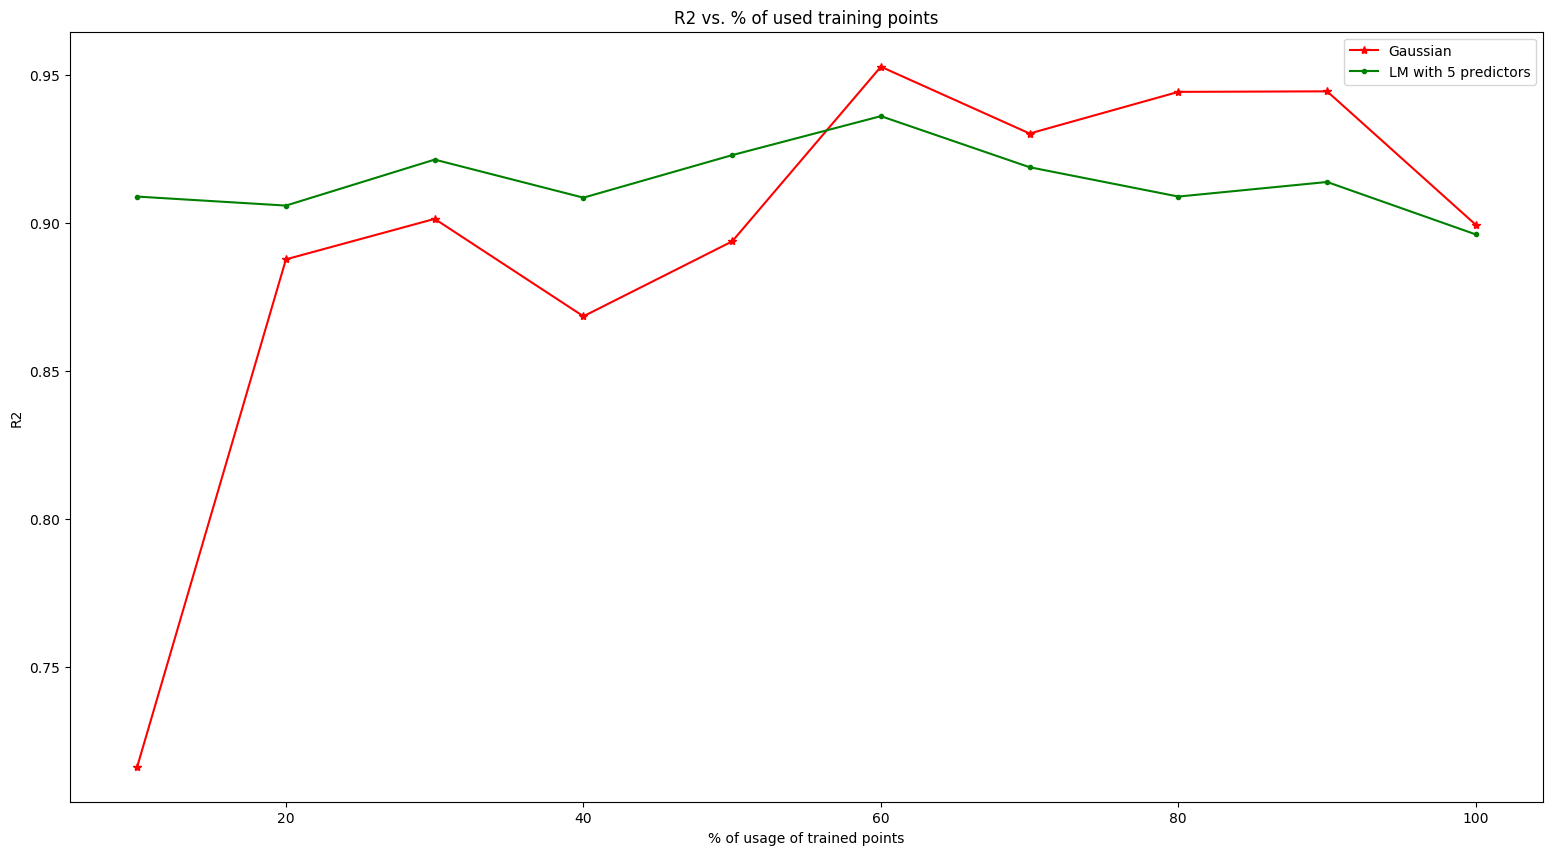 R2 vs. % of used training points
Gaussian
LM with 5 predictors
0.95
0.90
0.85
0.80
0.75
R2
20
40
60
80
100
% of usage of trained points